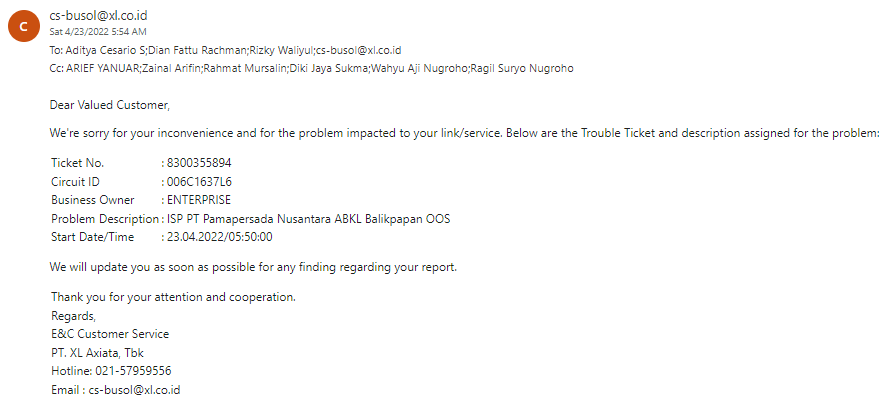 C
cs-busol@xl.co.id
Sat 4/23/2022 5:54 AM
To: Aditya Cesario S;Dian Fattu Rachman;Rizky Waliyul;cs-busol@xl.co.id
Cc: ARIEF YANUAR;Zainal Arifin;Rahmat Mursalin;Diki Jaya Sukma;Wahyu Aji Nugroho;Ragil Suryo Nugroho
Dear Valued Customer,
We're sorry for your inconvenience and for the problem impacted to your link/service. Below are the Trouble Ticket and description assigned for the problem:
Ticket No. : 8300355894
Circuit ID : 006C1637L6
Business Owner : ENTERPRISE
Problem Description : ISP PT Pamapersada Nusantara ABKL Balikpapan OOS
Start Date/Time : 23.04.2022/05:50:00
We will update you as soon as possible for any finding regarding your report.
Thank you for your attention and cooperation.
Regards,
E&C Customer Service
PT. XL Axiata, Tbk
Hotline: 021-57959556
Email : cs-busol@xl.co.id